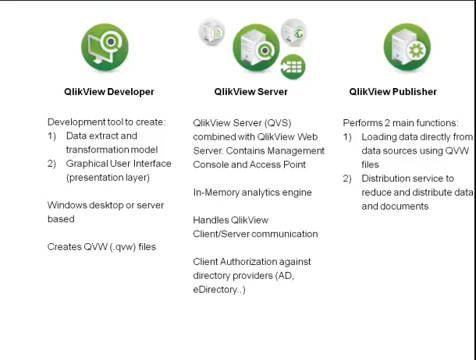 QlikView Developer
Development tool to create:
1) Data extract and
transformation model
2) Graphical User Interface
(presentation layer)
Windows desktop or server
based
Creates QVW (.qvw) files
QlikView Server
QlikView Server (QVS)
combined with QlikView Web
Server. Contains Management
Console and Access Point
In-Memory analytics engine
Handles QlikView
Client/Server communication
Client Authorization against
directory providers (AD,
eDirectory..)
QlikView Publisher
Performs 2 main functions:
1) Loading data directly from
data sources using QVW
files
2) Distribution service to
reduce and distribute data
and documents